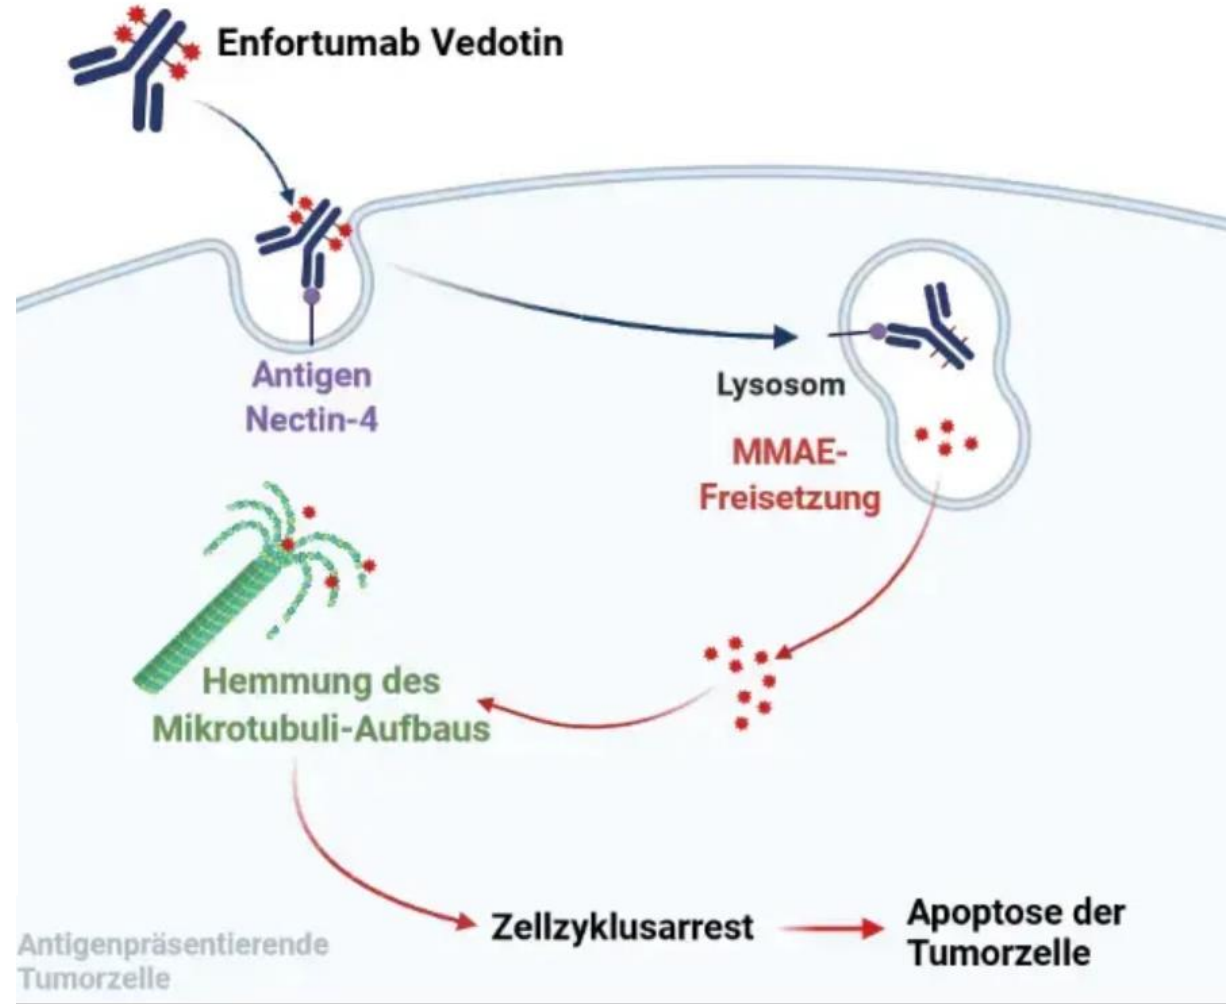 Enfortumab Vedotin
Antigen
Nectin-4
Lysosom
MMAE-
Freisetzung
Hemmung des
Mikrotubuli-Aufbaus
Zellzyklusarrest
Apoptose der
Tumorzelle
Antigenpräsentierende
Tumorzelle